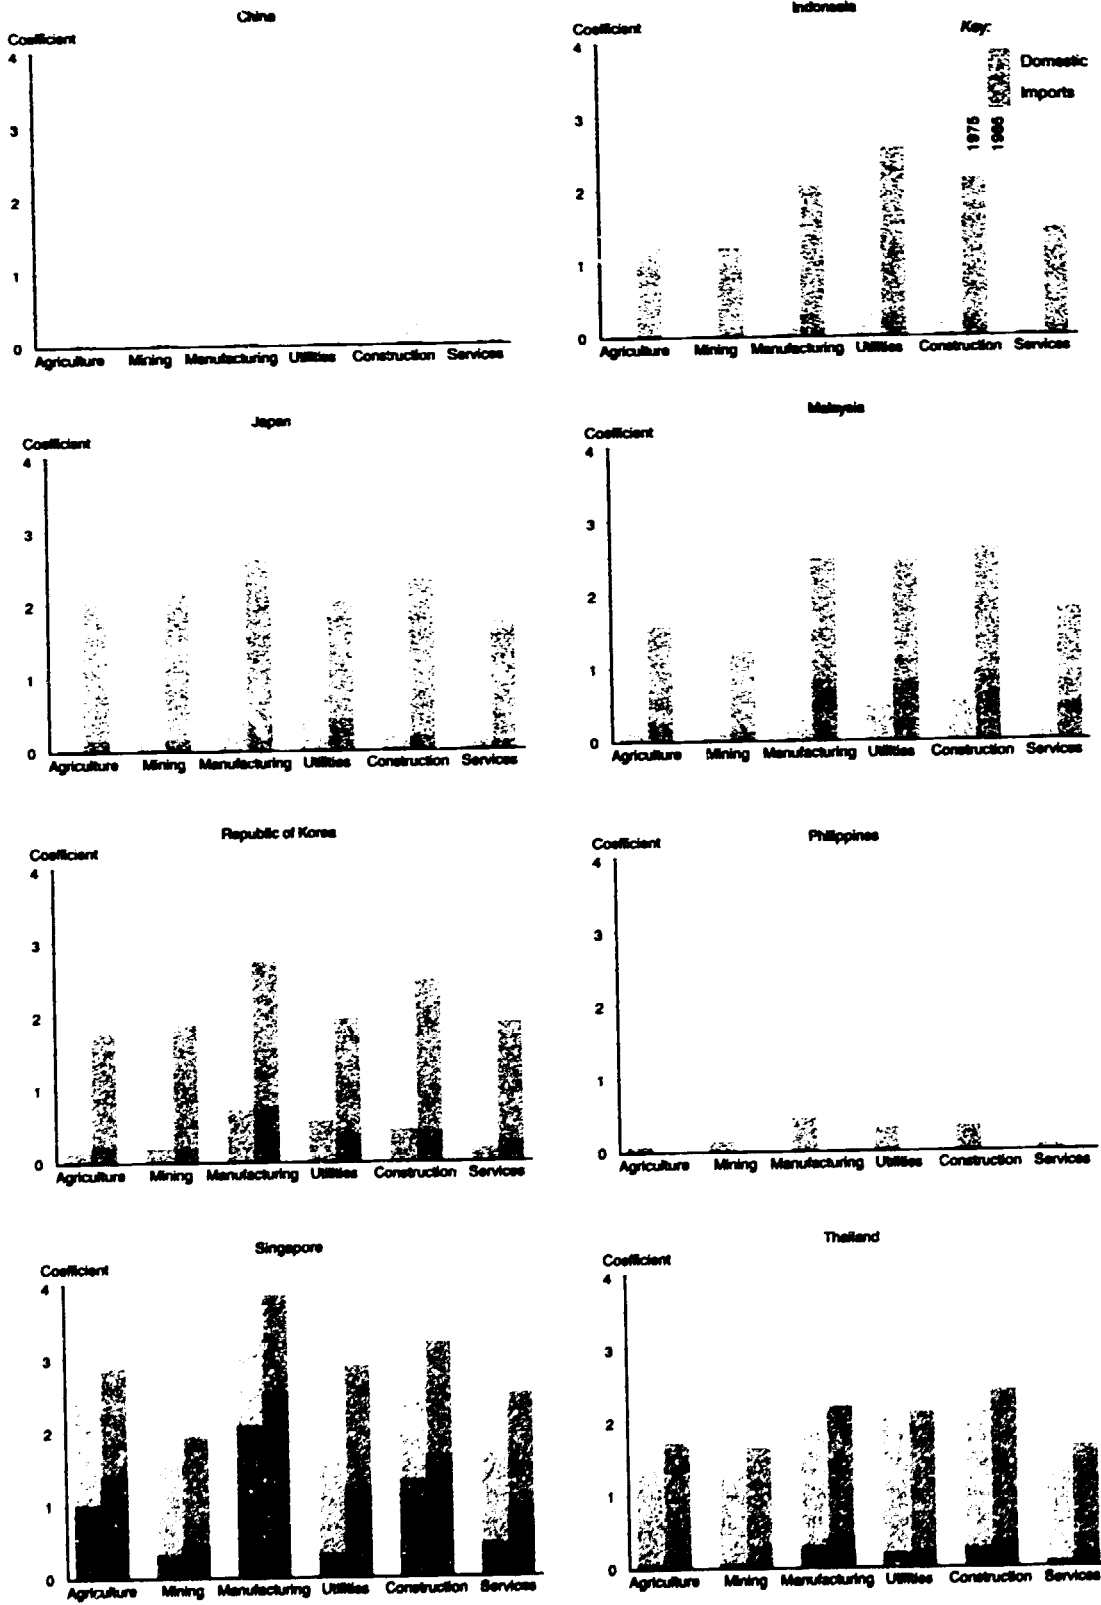 China
Coefficient
4
3
2
1
0
Agriculture Mining Manufacturing Utilities Construction Services
Indonesia
Coefficient
Key:
Domestic
Imports
1975
1985
4
3
2
1
0
Agriculture Mining Manufacturing Utilities Construction Services
Japan
Coefficient
4
3
2
1
0
Agriculture Mining Manufacturing Utilities Construction Services
Malaysia
Coefficient
4
3
2
1
0
Agriculture Mining Manufacturing Utilities Construction Services
Republic of Korea
Coefficient
4
3
2
1
0
Agriculture Mining Manufacturing Utilities Construction Services
Philippines
Coefficient
4
3
2
1
0
Agriculture Mining Manufacturing Utilities Construction Services
Singapore
Coefficient
4
3
2
1
0
Agriculture Mining Manufacturing Utilities Construction Services
Thailand
Coefficient
4
3
2
1
0
Agriculture Mining Manufacturing Utilities Construction Services